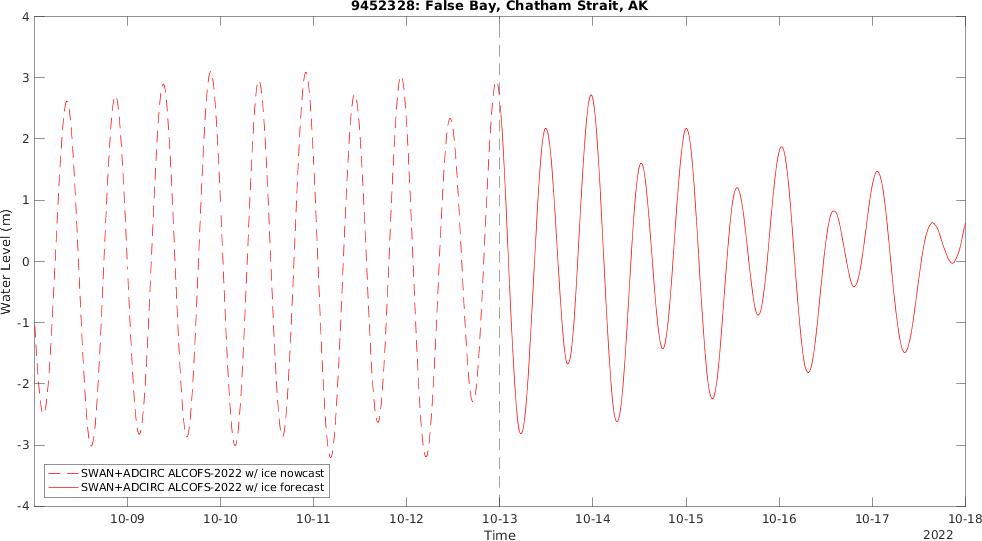 9452328: False Bay, Chatham Strait, AK
4
3
2
1
0
-1
-2
-3
-4
Water Level (m)
SWAN+ADCIRC ALCOFS-2022 w/ ice nowcast
SWAN+ADCIRC ALCOFS-2022 w/ ice forecast
10-09 10-10 10-11 10-12 10-13 10-14 10-15 10-16 10-17 10-18
Time
2022